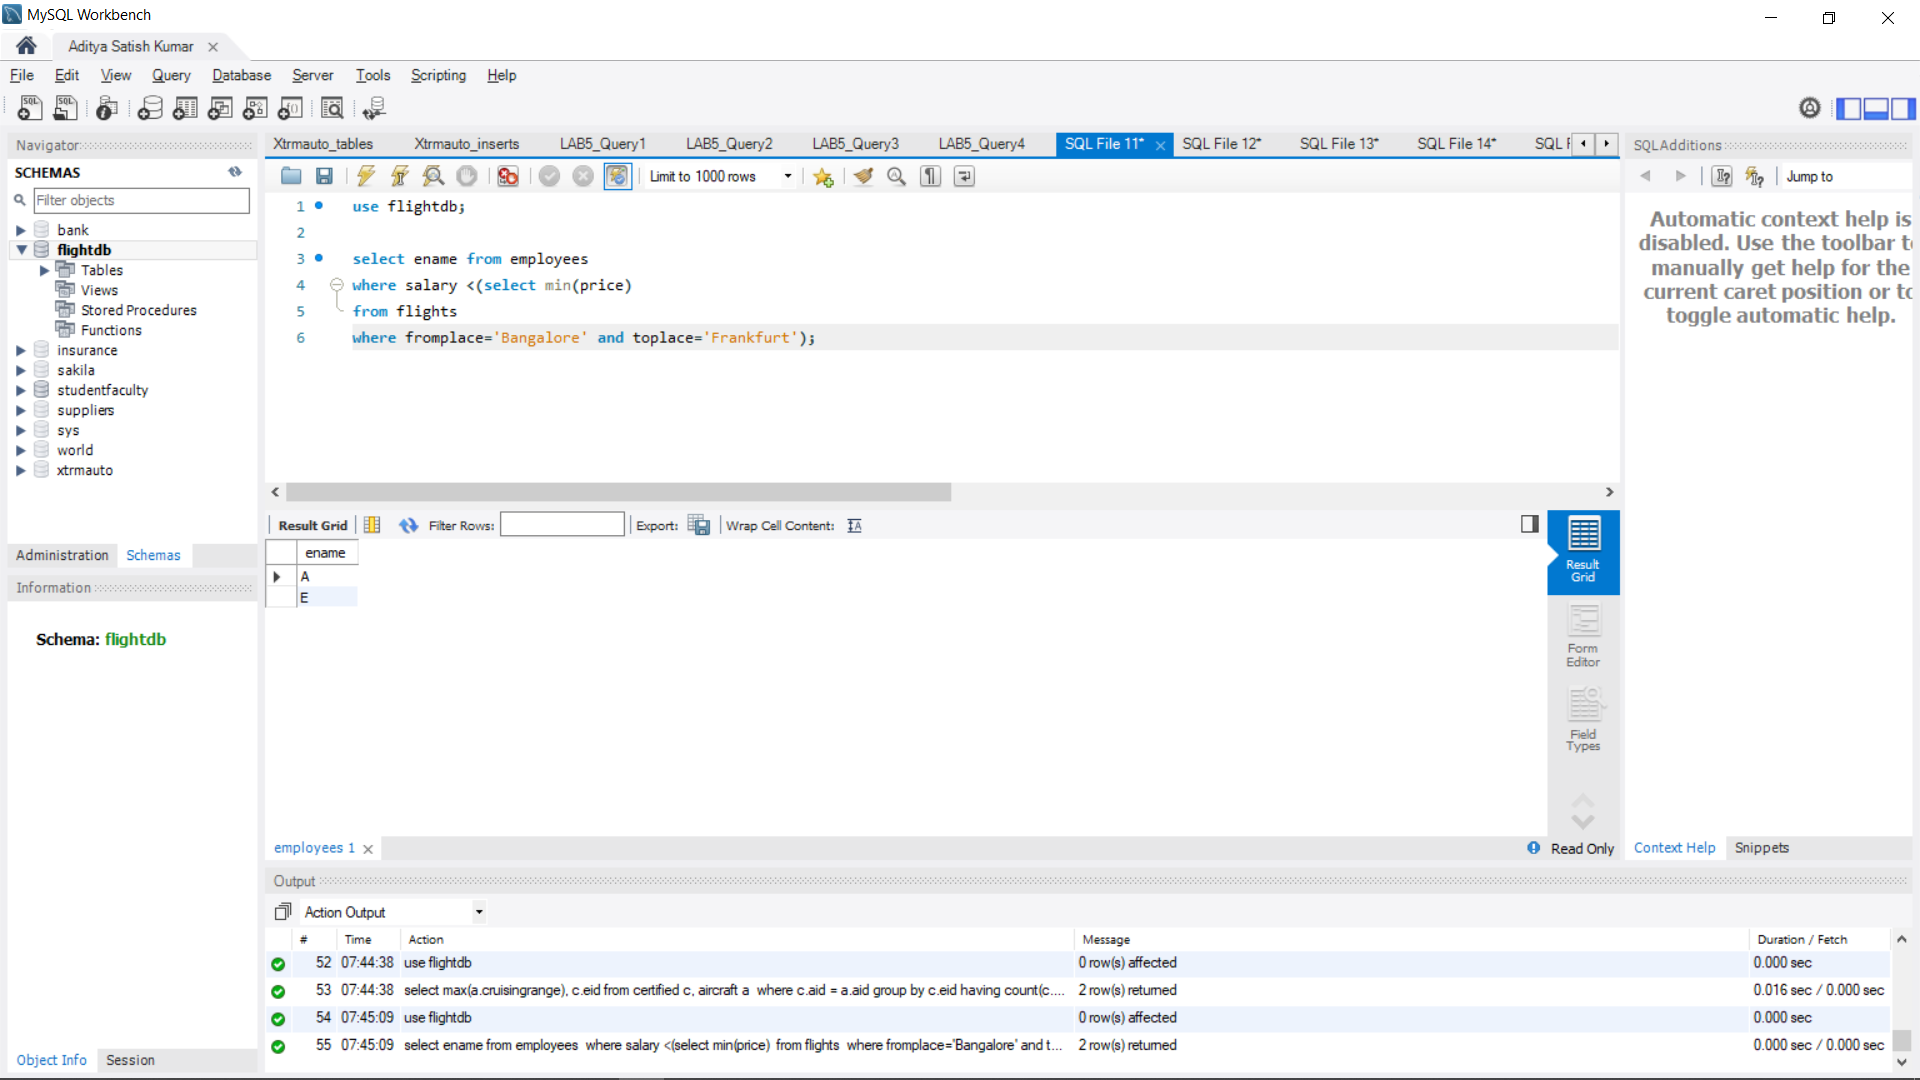 MySQL Workbench
Aditya Satish Kumar
File Edit View Query Database Server Tools Scripting Help
Navigator
SCHEMAS
Filter objects
bank
flightdb
Tables
Views
Stored Procedures
Functions
insurance
sakila
studentfaculty
suppliers
sys
world
xtrmauto
Administration Schemas
Information
Schema: flightdb
Object Info Session
Xtrmauto_tables Xtrmauto_inserts LAB5_Query1 LAB5_Query2 LAB5_Query3 LAB5_Query4 SQL File 11* SQL File 12* SQL File 13* SQL File 14* SQL F
Limit to 1000 rows
1 use flightdb;
2
3 select ename from employees
4 where salary <(select min(price)
5 from flights
6 where fromplace='Bangalore' and toplace='Frankfurt');
Result Grid Filter Rows: Export: Wrap Cell Content:
ename
A
E
Result Grid
Form Editor
Field Types
employees 1
Read Only
SQLAdditions
Jump to
Automatic context help is
disabled. Use the toolbar t
manually get help for the
current caret position or to
toggle automatic help.
Context Help Snippets
Output
Action Output
# Time Action Message Duration / Fetch
52 07:44:38 use flightdb 0 row(s) affected 0.000 sec
53 07:44:38 select max(a.cruisingrange), c.eid from certified c, aircraft a where c.aid = a.aid group by c.eid having count(c.... 2 row(s) returned 0.016 sec / 0.000 sec
54 07:45:09 use flightdb 0 row(s) affected 0.000 sec
55 07:45:09 select ename from employees where salary <(select min(price) from flights where fromplace='Bangalore' and t... 2 row(s) returned 0.000 sec / 0.000 sec